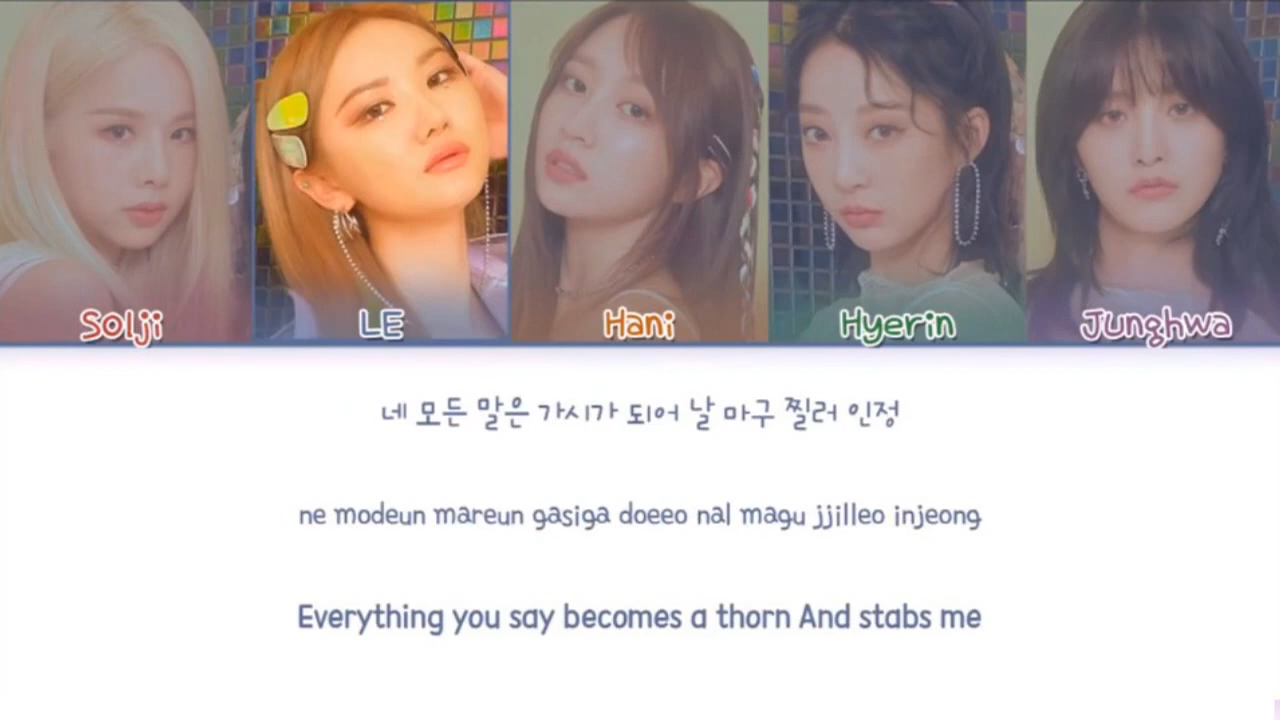 Solji LE Hani Hyerin Junghwa
네 모든 말은 가시가 되어 날 마구 찔러 인정
ne modeun mareun gasiga doeeo nal magu jjilleo injeong
Everything you say becomes a thorn And stabs me